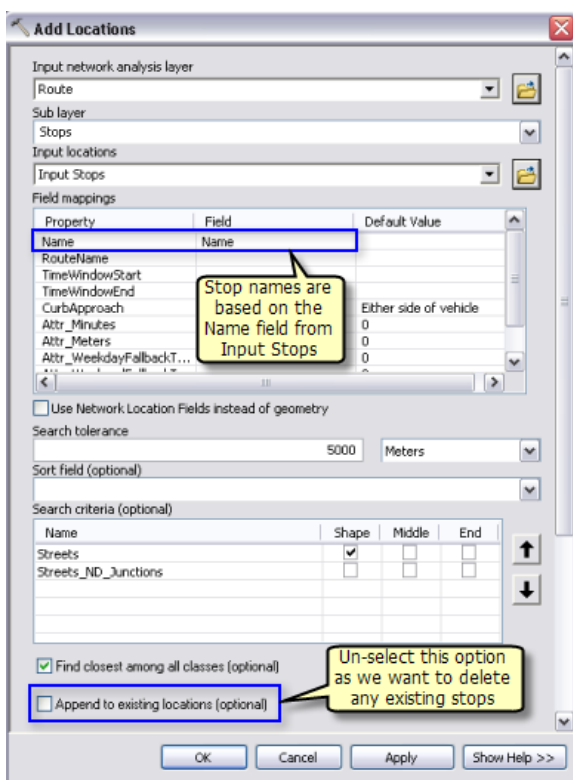 Add Locations
Input network analysis layer
Route
Sub layer
Stops
Input locations
Input Stops
Field mappings
Property Field Default Value
Name Name
RouteName
TimeWindowStart
TimeWindowEnd
CurbApproach Either side of vehicle
Attr_Minutes 0
Attr_Meters 0
Attr_WeekdayFallbackT... 0
Stop names are
based on the
Name field from
Input Stops
Use Network Location Fields instead of geometry
Search tolerance
5000 Meters
Sort field (optional)
Search criteria (optional)
Name Shape Middle End
Streets
Streets_ND_Junctions
Find closest among all classes (optional)
Append to existing locations (optional)
Un-select this option
as we want to delete
any existing stops
OK Cancel Apply Show Help >>